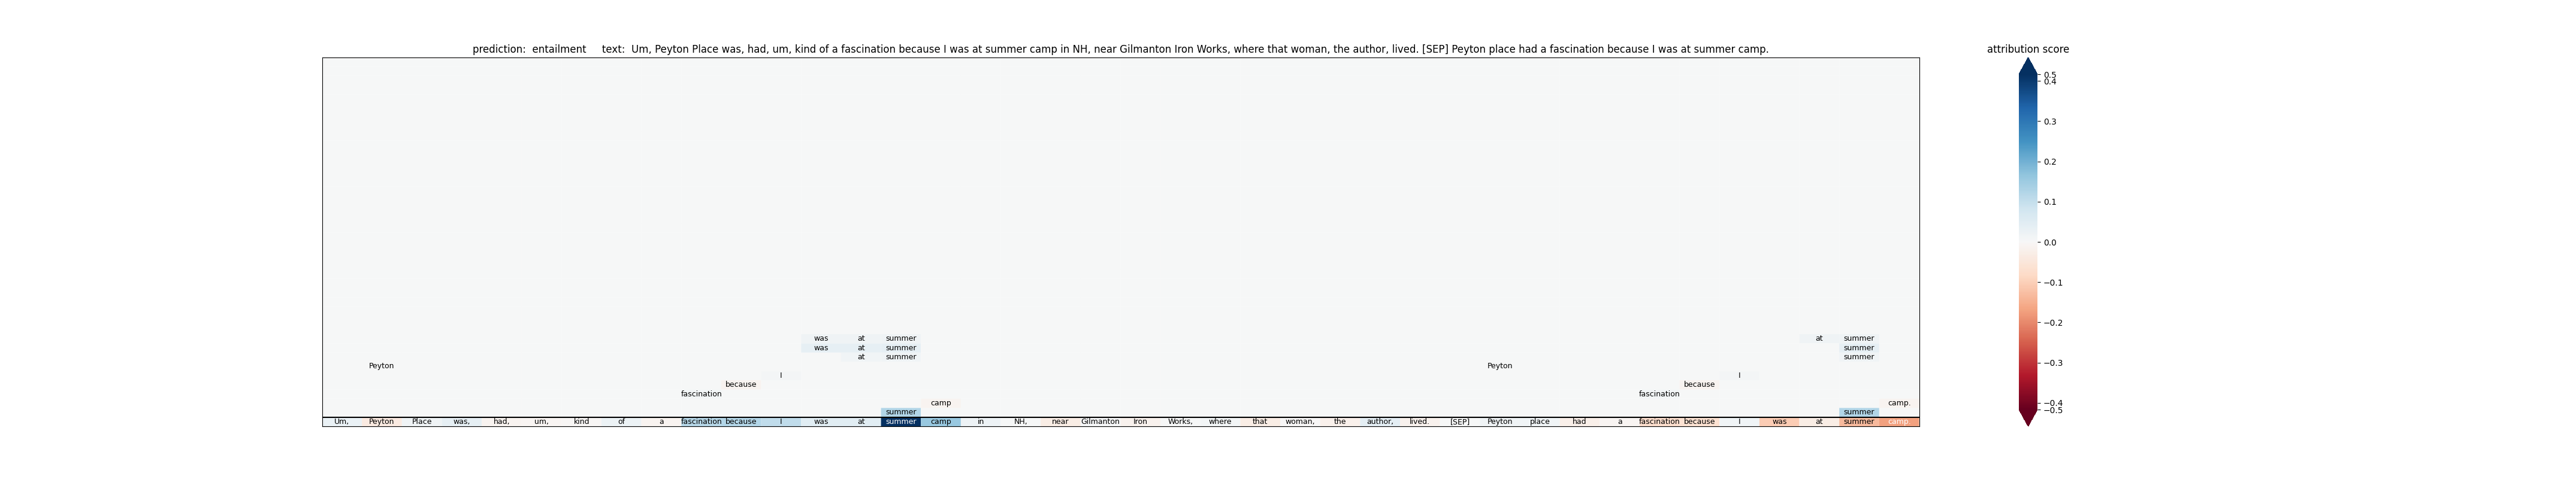 prediction:  entailment     text:  Um, Peyton Place was, had, um, kind of a fascination because I was at summer camp in NH, near Gilmanton Iron Works, where that woman, the author, lived. [SEP] Peyton place had a fascination because I was at summer camp.
attribution score
0.5
0.4
0.3
0.2
0.1
0.0
−0.1
−0.2
−0.3
−0.4
−0.5
was at summer at summer
was at summer summer
at summer summer
Peyton Peyton
I I
because because
fascination fascination
camp camp.
summer summer
Um, Peyton Place was, had, um, kind of a fascination because I was at summer camp in NH, near Gilmanton Iron Works, where that woman, the author, lived. [SEP] Peyton place had a fascination because I was at summer camp.